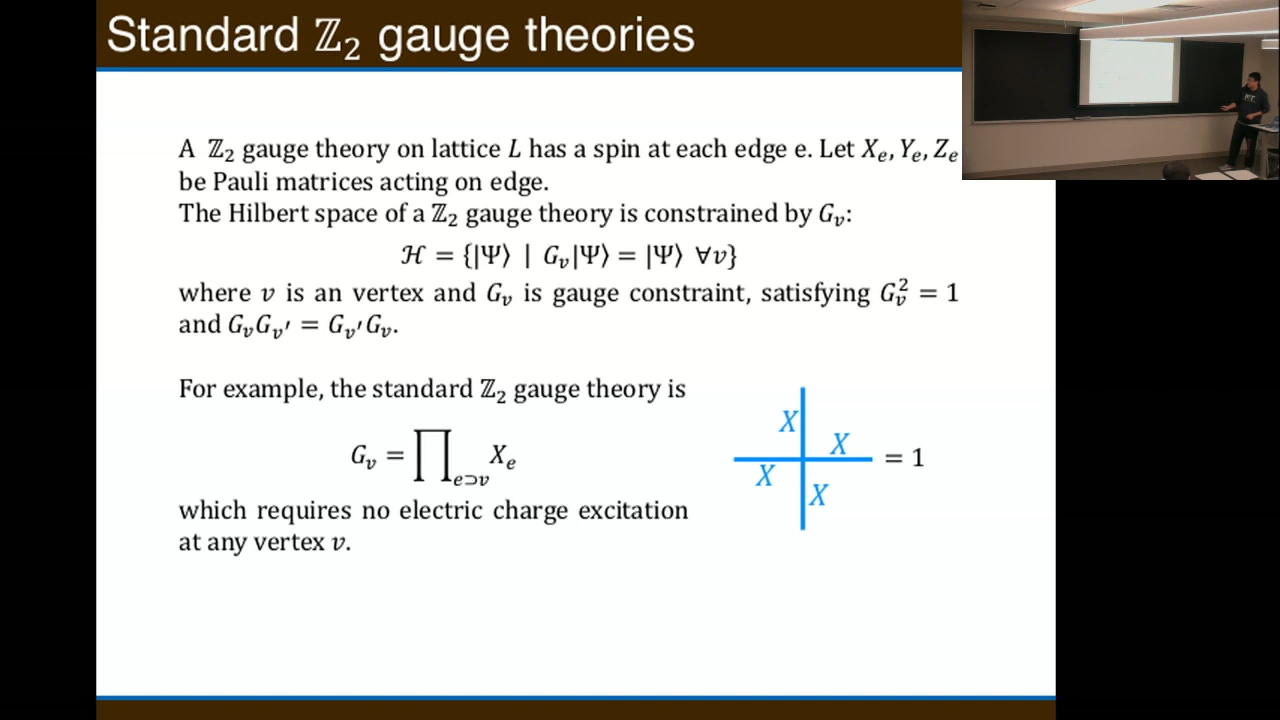 Standard ℤ₂ gauge theories
A ℤ₂ gauge theory on lattice L has a spin at each edge e. Let Xₑ, Yₑ, Zₑ
be Pauli matrices acting on edge.
The Hilbert space of a ℤ₂ gauge theory is constrained by Gᵥ:
ℋ = {|Ψ⟩ | Gᵥ|Ψ⟩ = |Ψ⟩ ∀v}
where v is an vertex and Gᵥ is gauge constraint, satisfying Gᵥ² = 1
and GᵥGᵥ′ = Gᵥ′Gᵥ.
For example, the standard ℤ₂ gauge theory is
Gᵥ = ∏_{e⊃v} Xₑ
X
X
X
X
= 1
which requires no electric charge excitation
at any vertex v.